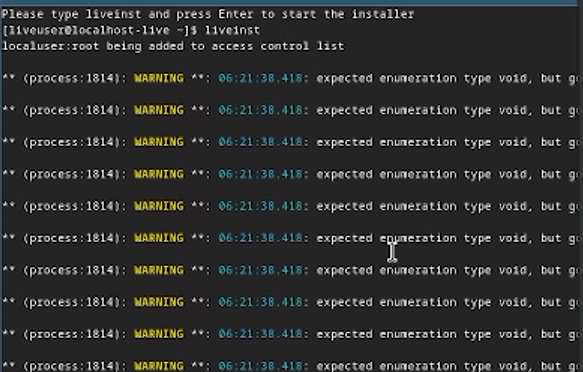 Please type liveinst and press Enter to start the installer
[liveuser@localhost-live ~]$ liveinst
localuser:root being added to access control list
** (process:1814): WARNING **: 06:21:38.418: expected enumeration type void, but go
** (process:1814): WARNING **: 06:21:38.418: expected enumeration type void, but go
** (process:1814): WARNING **: 06:21:38.418: expected enumeration type void, but go
** (process:1814): WARNING **: 06:21:38.418: expected enumeration type void, but go
** (process:1814): WARNING **: 06:21:38.418: expected enumeration type void, but go
** (process:1814): WARNING **: 06:21:38.418: expected enumeration type void, but go
** (process:1814): WARNING **: 06:21:38.418: expected enumeration type void, but go
** (process:1814): WARNING **: 06:21:38.418: expected enumeration type void, but go
** (process:1814): WARNING **: 06:21:38.418: expected enumeration type void, but go
** (process:1814): WARNING **: 06:21:38.418: expected enumeration type void, but go